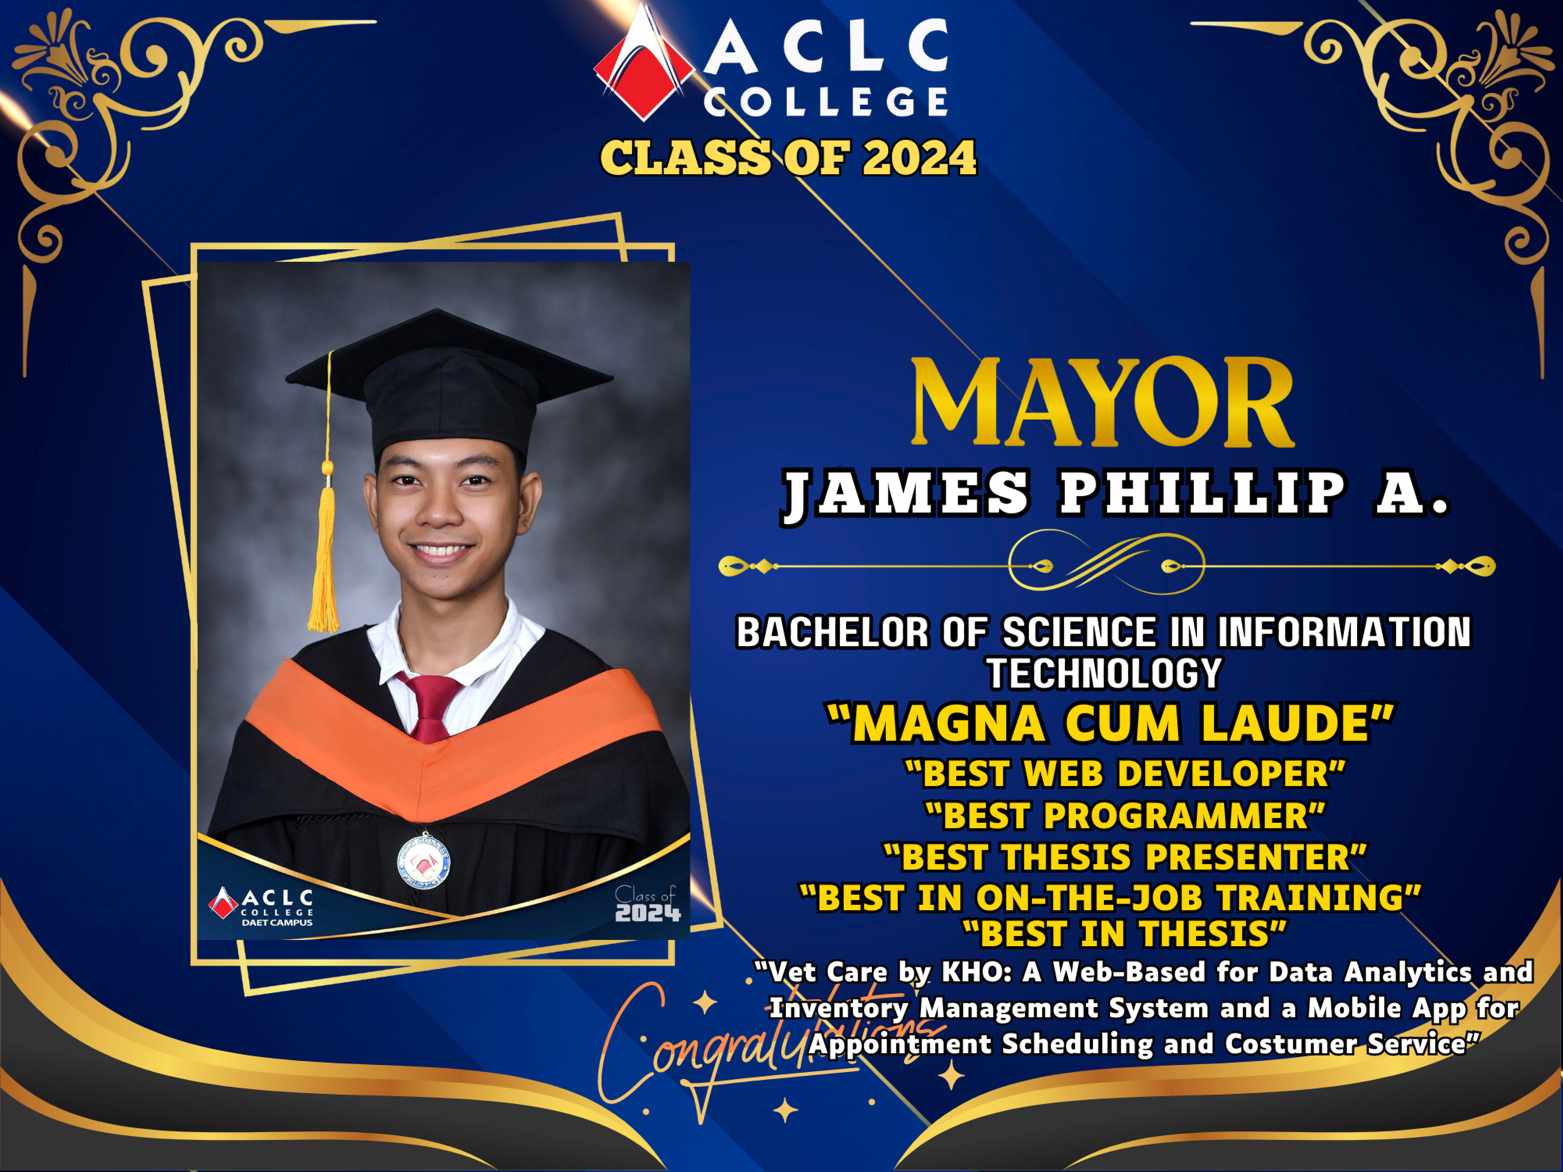 ACLC
COLLEGE
CLASS OF 2024
MAYOR
JAMES PHILLIP A.
BACHELOR OF SCIENCE IN INFORMATION
TECHNOLOGY
“MAGNA CUM LAUDE”
“BEST WEB DEVELOPER”
“BEST PROGRAMMER”
“BEST THESIS PRESENTER”
“BEST IN ON-THE-JOB TRAINING”
“BEST IN THESIS”
“Vet Care by KHO: A Web-Based for Data Analytics and
Inventory Management System and a Mobile App for
Appointment Scheduling and Costumer Service”
Congratulations
ACLC
COLLEGE
DAET CAMPUS
Class of
2024